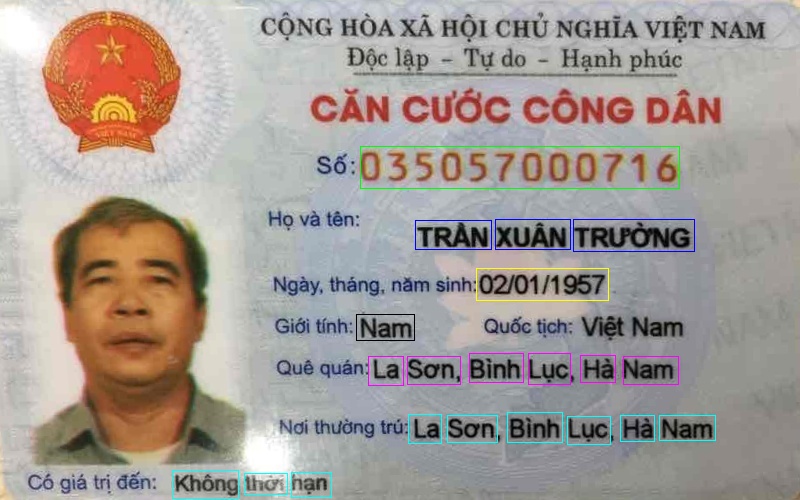 CỘNG HÒA XÃ HỘI CHỦ NGHĨA VIỆT NAM
Độc lập - Tự do - Hạnh phúc
CĂN CƯỚC CÔNG DÂN
Số: 035057000716
Họ và tên: TRẦN XUÂN TRƯỜNG
Ngày, tháng, năm sinh: 02/01/1957
Giới tính: Nam Quốc tịch: Việt Nam
Quê quán: La Sơn, Bình Lục, Hà Nam
Nơi thường trú: La Sơn, Bình Lục, Hà Nam
Có giá trị đến: Không thời hạn